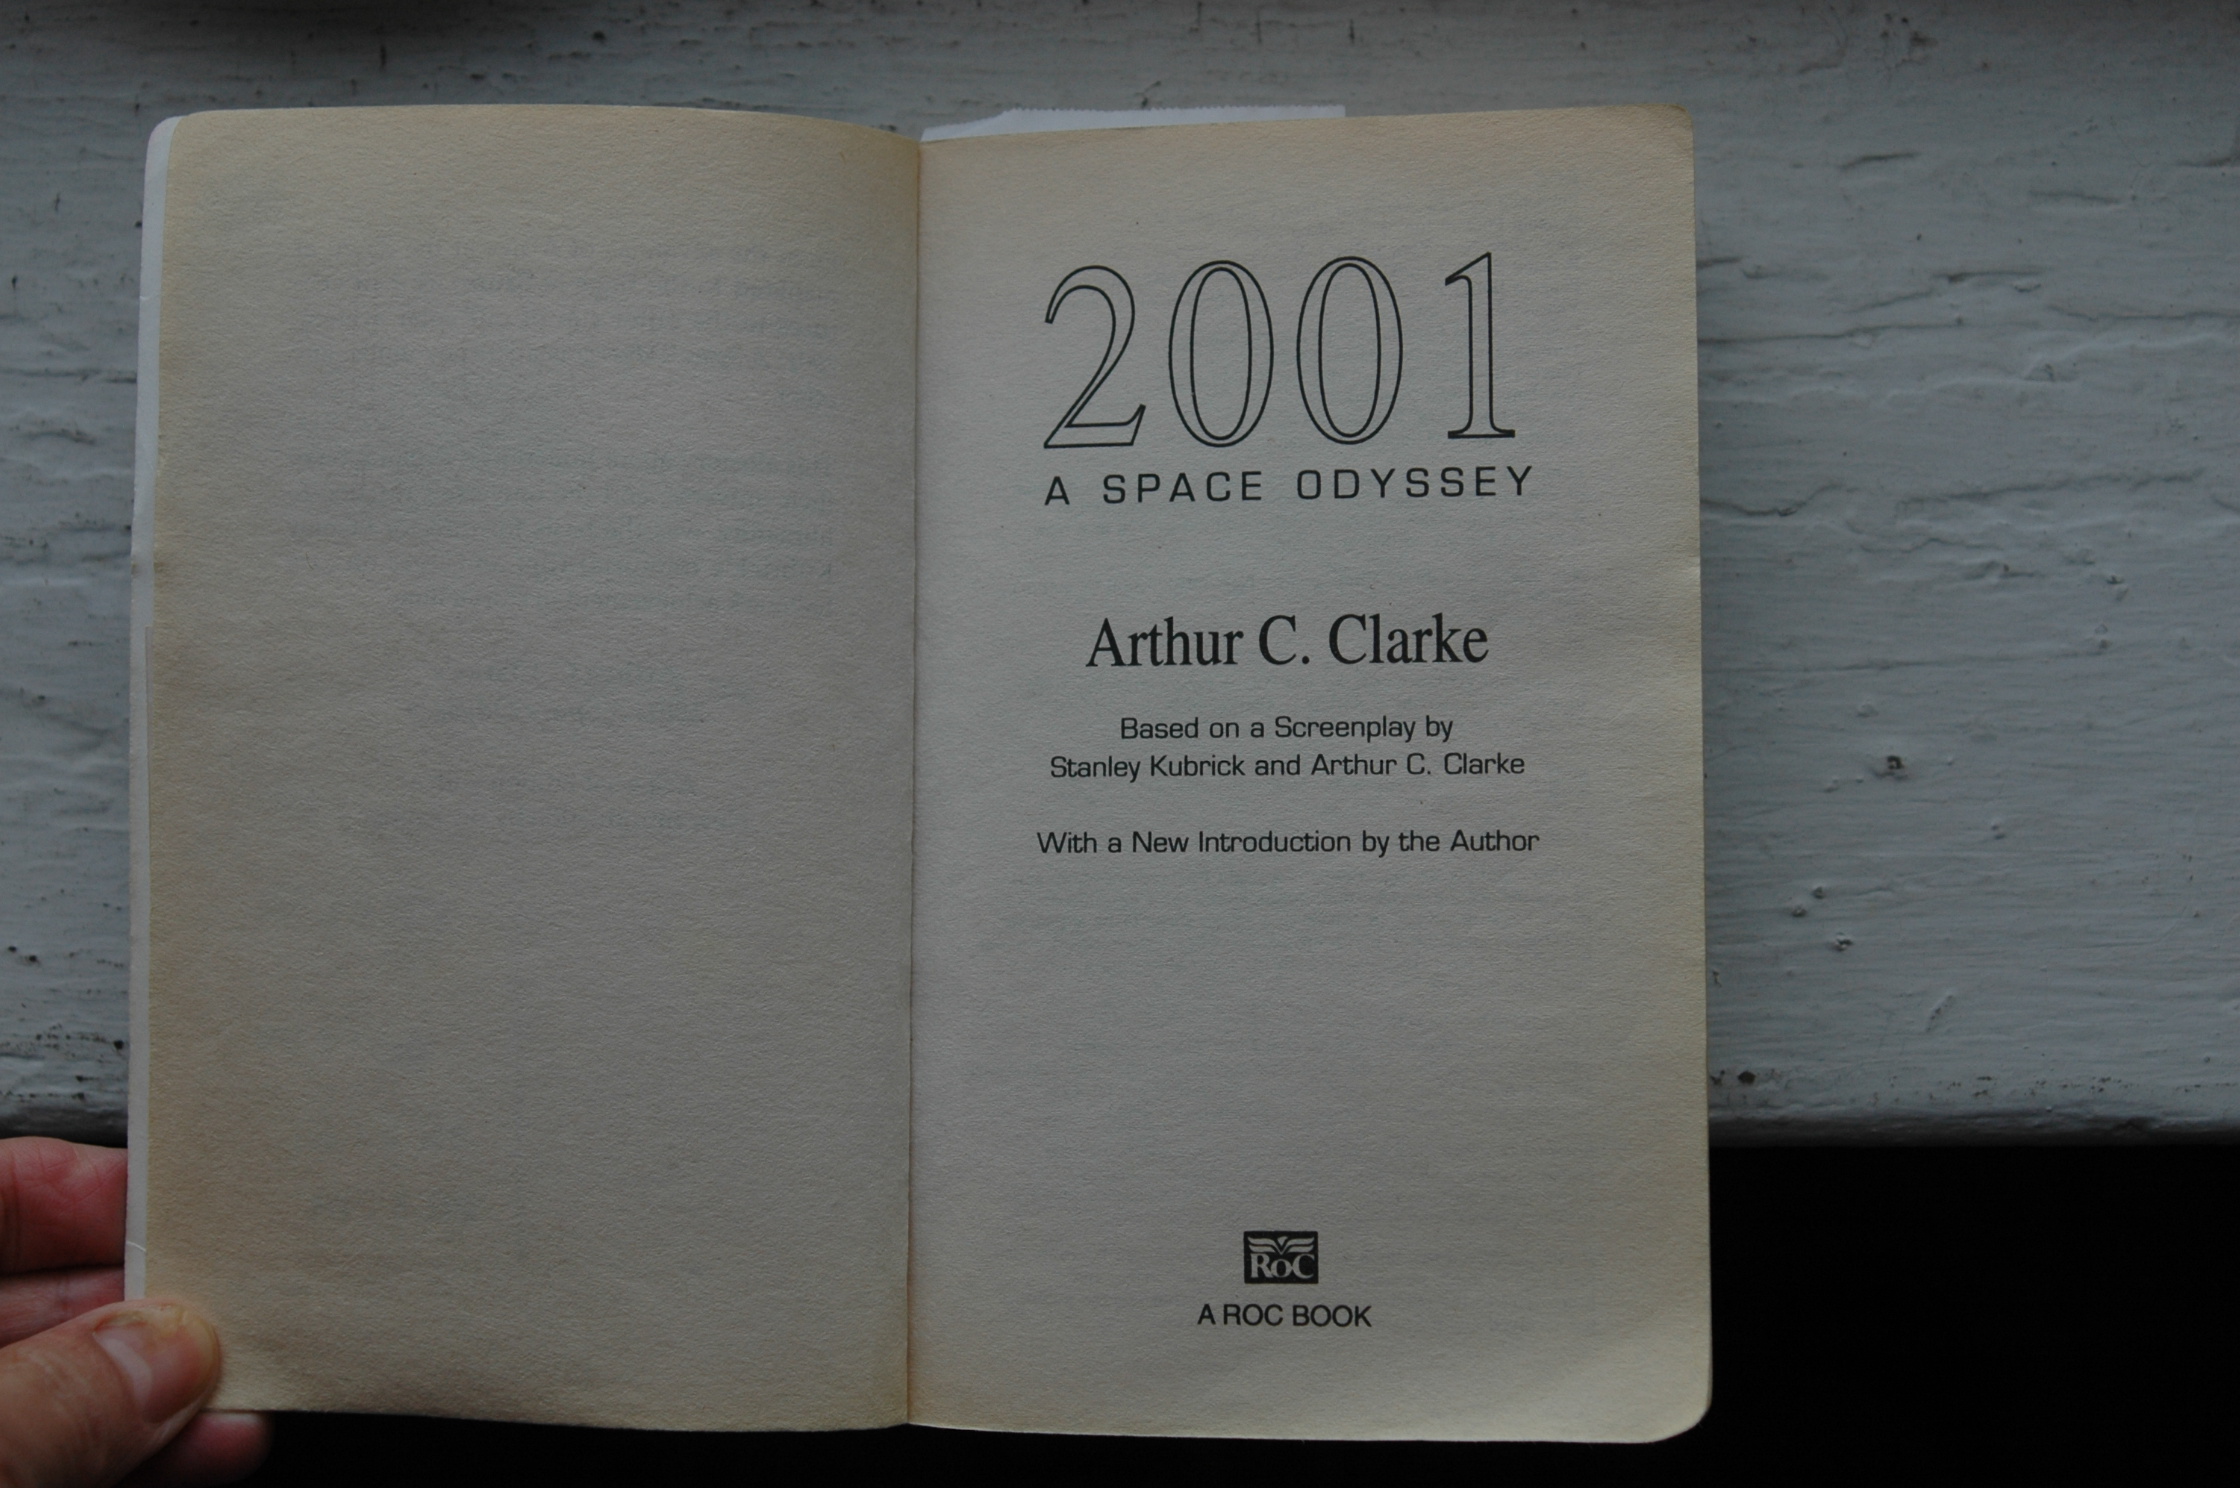 2001
A SPACE ODYSSEY
Arthur C. Clarke
Based on a Screenplay by
Stanley Kubrick and Arthur C. Clarke
With a New Introduction by the Author
ROC
A ROC BOOK